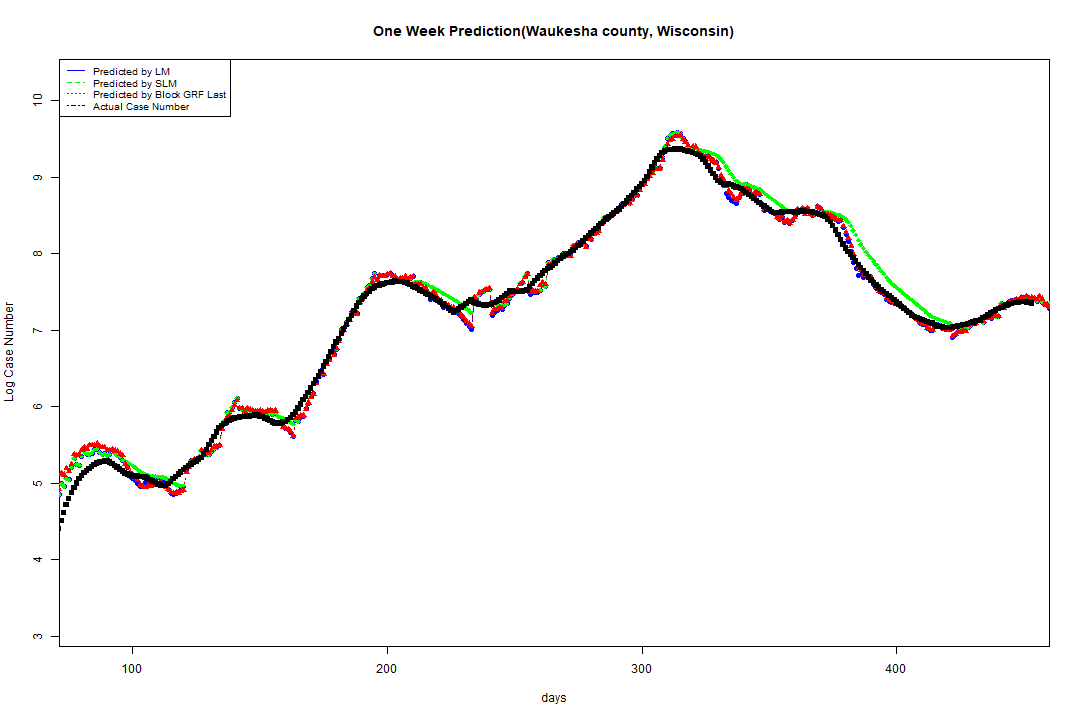 One Week Prediction(Waukesha county, Wisconsin)
Predicted by LM
Predicted by SLM
Predicted by Block GRF Last
Actual Case Number
10
9
8
7
6
5
4
3
Log Case Number
100 200 300 400
days